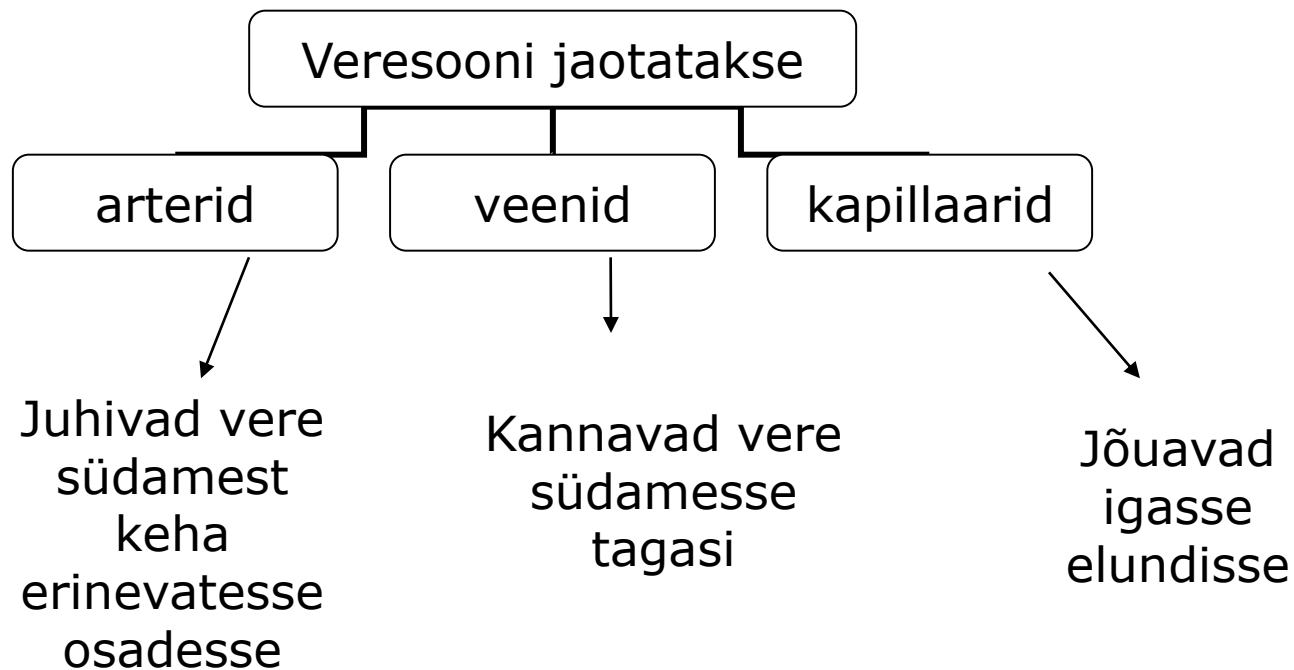 Veresooni jaotatakse
arterid
veenid
kapillaarid
Juhivad vere
südamest
keha
erinevatesse
osadesse
Kannavad vere
südamesse
tagasi
Jõuavad
igasse
elundisse